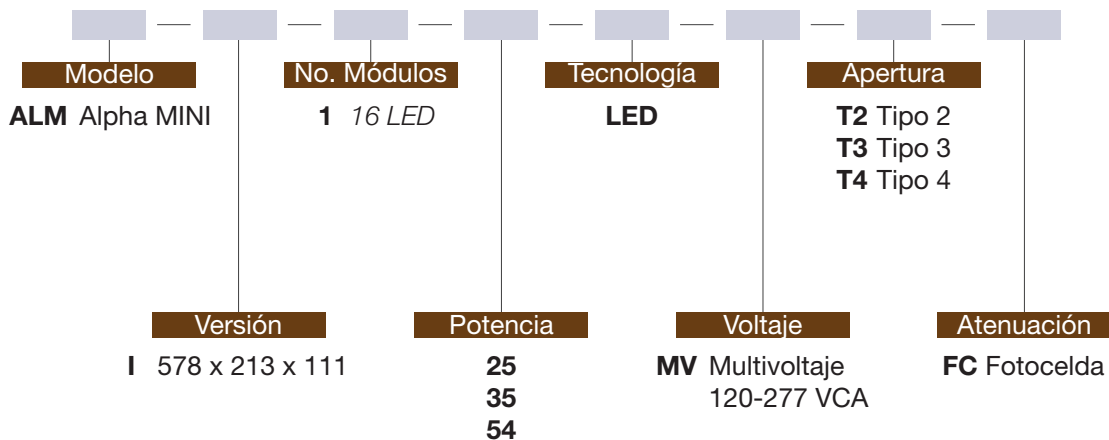 Modelo
ALM Alpha MINI
No. Módulos
1 16 LED
Tecnología
LED
Apertura
T2 Tipo 2
T3 Tipo 3
T4 Tipo 4
Versión
I 578 x 213 x 111
Potencia
25
35
54
Voltaje
MV Multivoltaje
120-277 VCA
Atenuación
FC Fotocelda